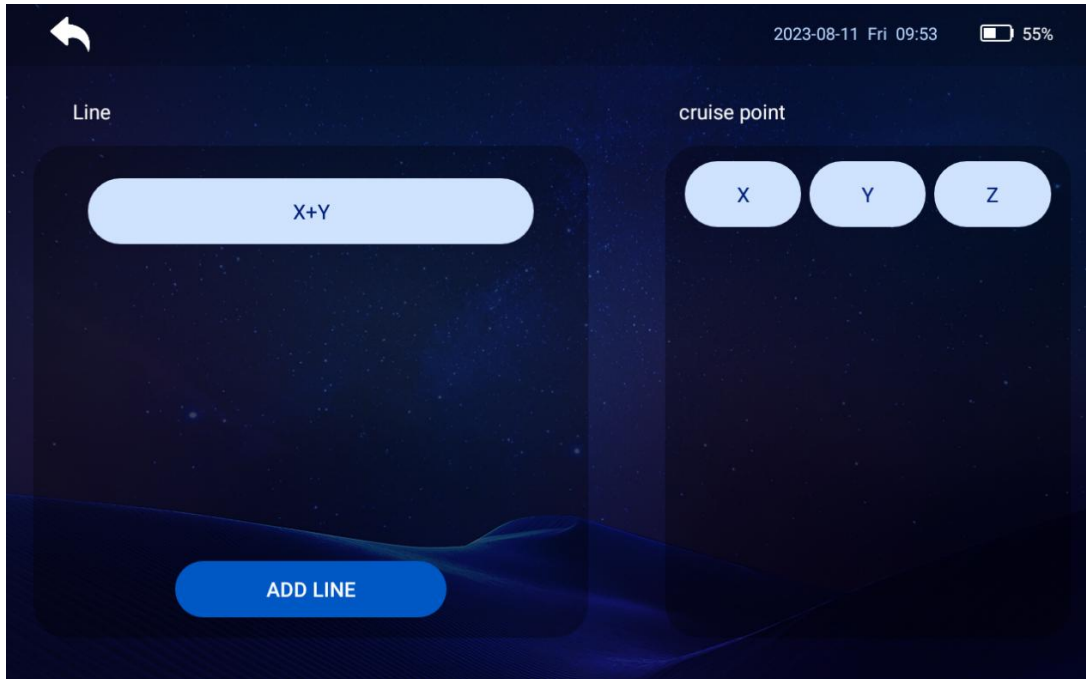 2023-08-11 Fri 09:53 55%
Line
cruise point
X+Y
X Y Z
ADD LINE